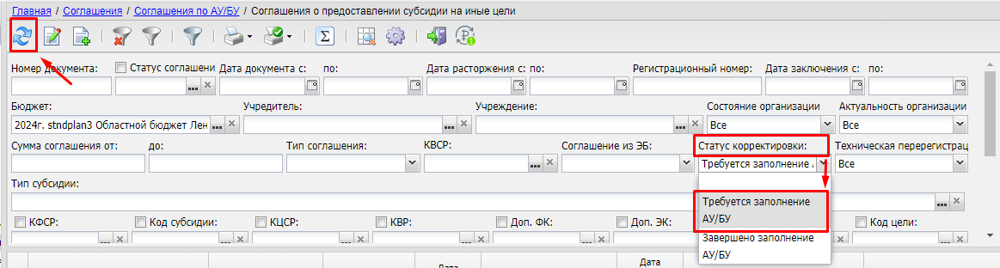 Главная / Соглашения / Соглашения по АУ/БУ / Соглашения о предоставлении субсидии на иные цели
Номер документа: Статус соглашени Дата документа с: по: Дата расторжения с: по: Регистрационный номер: Дата заключения с: по:
Бюджет: Учредитель: Учреждение: Состояние организации Актуальность организации
2024г. stndplan3 Областной бюджет Лен Все Все
Сумма соглашения от: до: Тип соглашения: КВСР: Соглашение из ЭБ: Статус корректировки: Техническая перерегистрац
Требуется заполнение Все
Тип субсидии:
Требуется заполнение
АУ/БУ
КФСР: Код субсидии: КЦСР: КВР: Доп. ФК: Доп. ЭК: Код цели:
Завершено заполнение
АУ/БУ
Дата
Дата